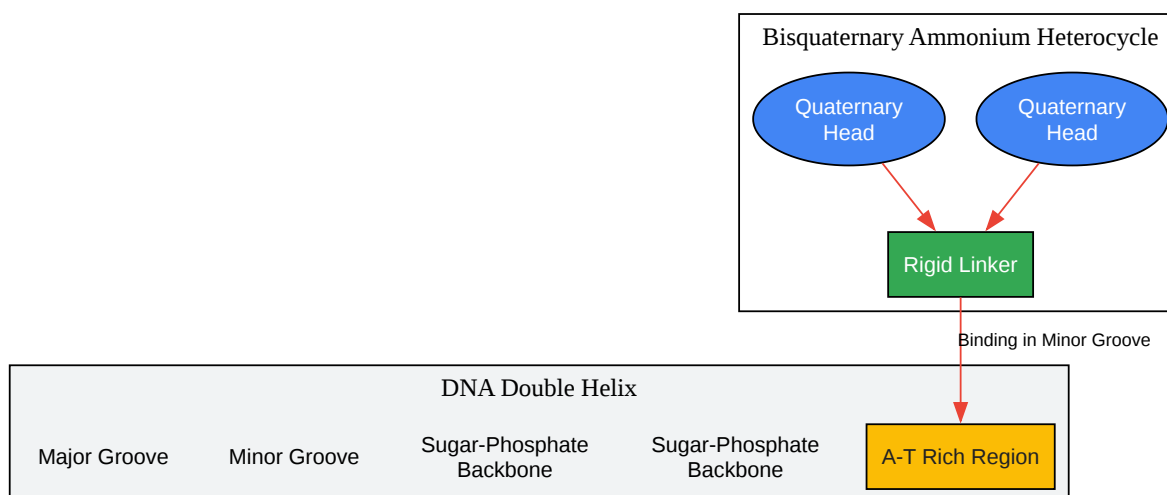 Bisquaternary Ammonium Heterocycle
Quaternary
Head
Quaternary
Head
Rigid Linker
Binding in Minor Groove
DNA Double Helix
Major Groove
Minor Groove
Sugar-Phosphate
Backbone
Sugar-Phosphate
Backbone
A-T Rich Region